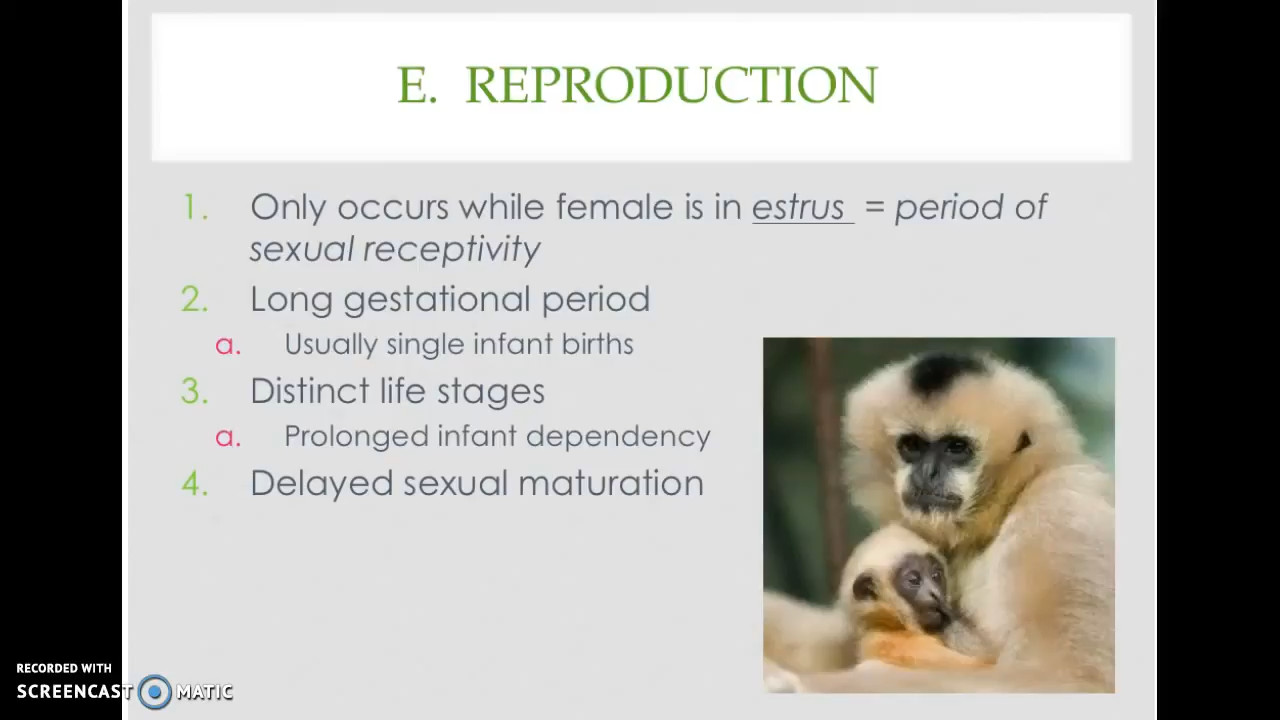 E. REPRODUCTION
1. Only occurs while female is in estrus = period of
sexual receptivity
2. Long gestational period
a. Usually single infant births
3. Distinct life stages
a. Prolonged infant dependency
4. Delayed sexual maturation
RECORDED WITH
SCREENCAST MATIC